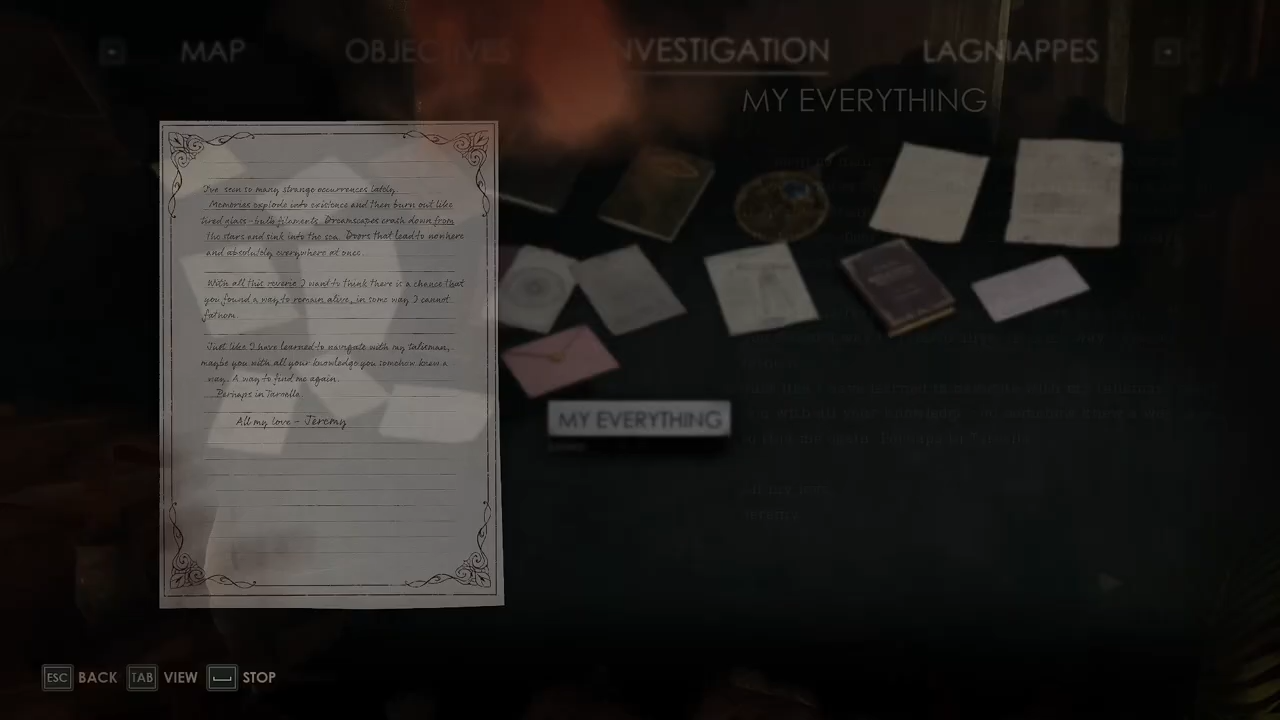 MAP
OBJECTIVES
INVESTIGATION
LAGNIAPPES
MY EVERYTHING
I've seen so many strange occurrences lately.
Memories explode into existence and then burn out like
tired glass-bulb filaments. Dreamscapes crash down from
the stars and sink into the sea. Doors that lead to nowhere
and absolutely everywhere at once.
With all this reverie I want to think there is a chance that
you found a way to remain alive, in some way I cannot
fathom.
Just like I have learned to navigate with my talisman,
maybe you with all your knowledge you somehow knew a
way. A way to find me again.
Perhaps in
All my love - Jeremy
MY EVERYTHING
ESC BACK TAB VIEW STOP